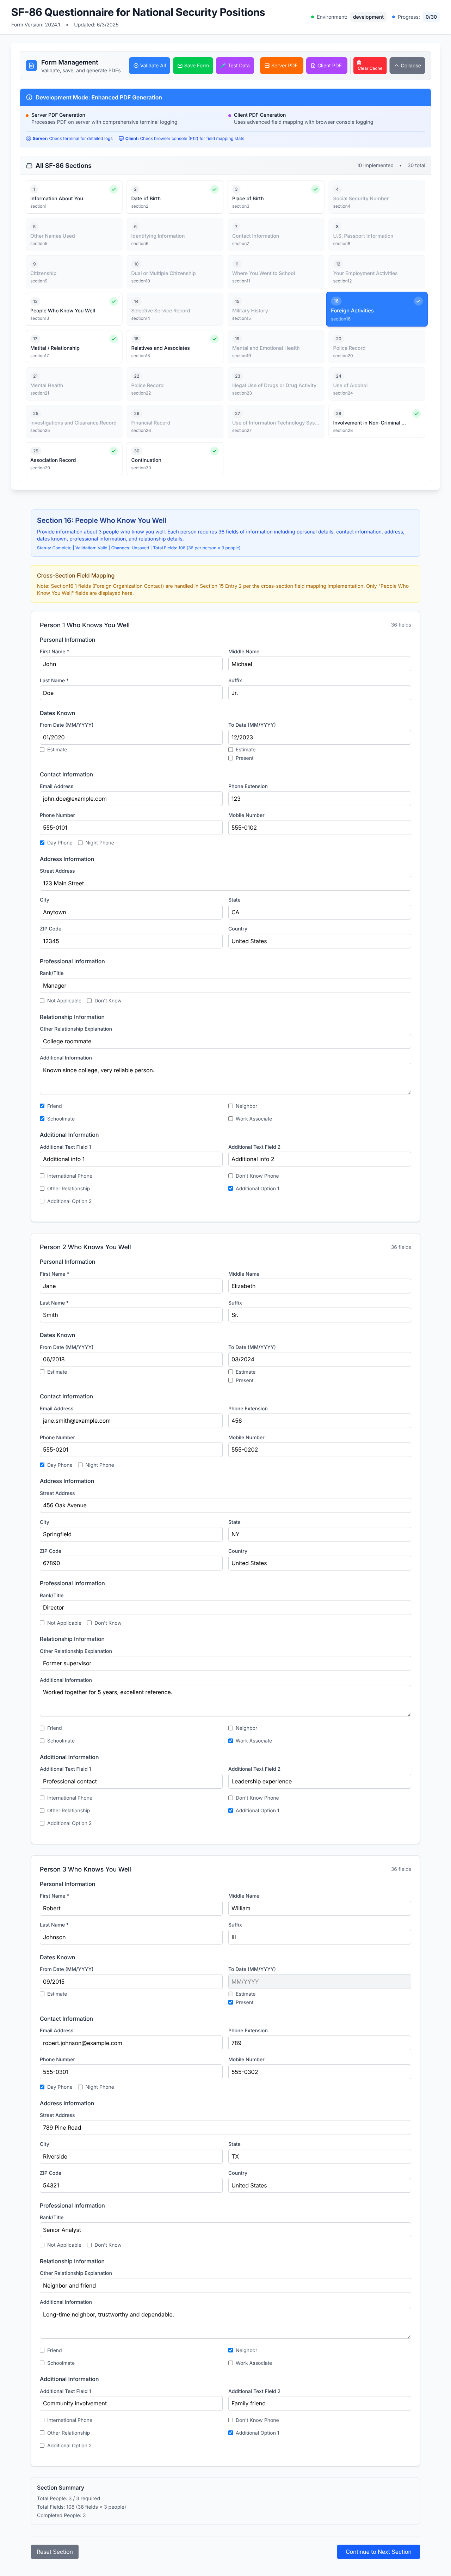 SF-86 Questionnaire for National Security Positions
Form Version: 2024.1 • Updated: 6/3/2025
Environment: development
Progress: 0/30
Form Management
Validate, save, and generate PDFs
Validate All
Save Form
Test Data
Server PDF
Client PDF
Clear Cache
Collapse
Development Mode: Enhanced PDF Generation
Server PDF Generation
Processes PDF on server with comprehensive terminal logging
Client PDF Generation
Uses advanced field mapping with browser console logging
Server: Check terminal for detailed logs
Client: Check browser console (F12) for field mapping stats
All SF-86 Sections
10 implemented • 30 total
1
Information About You
section1
2
Date of Birth
section2
3
Place of Birth
section3
4
Social Security Number
section4
5
Other Names Used
section5
6
Identifying Information
section6
7
Contact Information
section7
8
U.S. Passport Information
section8
9
Citizenship
section9
10
Dual or Multiple Citizenship
section10
11
Where You Went to School
section11
12
Your Employment Activities
section12
13
People Who Know You Well
section13
14
Selective Service Record
section14
15
Military History
section15
16
Foreign Activities
section16
17
Maritial / Relationship
section17
18
Relatives and Associates
section18
19
Mental and Emotional Health
section19
20
Police Record
section20
21
Mental Health
section21
22
Police Record
section22
23
Illegal Use of Drugs or Drug Activity
section23
24
Use of Alcohol
section24
25
Investigations and Clearance Record
section25
26
Financial Record
section26
27
Use of Information Technology Sys...
section27
28
Involvement in Non-Criminal ...
section28
29
Association Record
section29
30
Continuation
section30
Section 16: People Who Know You Well
Provide information about 3 people who know you well. Each person requires 36 fields of information including personal details, contact information, address,
dates known, professional information, and relationship details.
Status: Complete | Validation: Valid | Changes: Unsaved | Total Fields: 108 (36 per person × 3 people)
Cross-Section Field Mapping
Note: Section16_1 fields (Foreign Organization Contact) are handled in Section 15 Entry 2 per the cross-section field mapping implementation. Only "People Who
Know You Well" fields are displayed here.
Person 1 Who Knows You Well
36 fields
Personal Information
First Name *
Middle Name
John
Michael
Last Name *
Suffix
Doe
Jr.
Dates Known
From Date (MM/YYYY)
To Date (MM/YYYY)
01/2020
12/2023
Estimate
Estimate
Present
Contact Information
Email Address
Phone Extension
john.doe@example.com
123
Phone Number
Mobile Number
555-0101
555-0102
Day Phone
Night Phone
Address Information
Street Address
123 Main Street
City
State
Anytown
CA
ZIP Code
Country
12345
United States
Professional Information
Rank/Title
Manager
Not Applicable
Don't Know
Relationship Information
Other Relationship Explanation
College roommate
Additional Information
Known since college, very reliable person.
Friend
Neighbor
Schoolmate
Work Associate
Additional Information
Additional Text Field 1
Additional Text Field 2
Additional info 1
Additional info 2
International Phone
Don't Know Phone
Other Relationship
Additional Option 1
Additional Option 2
Person 2 Who Knows You Well
36 fields
Personal Information
First Name *
Middle Name
Jane
Elizabeth
Last Name *
Suffix
Smith
Sr.
Dates Known
From Date (MM/YYYY)
To Date (MM/YYYY)
06/2018
03/2024
Estimate
Estimate
Present
Contact Information
Email Address
Phone Extension
jane.smith@example.com
456
Phone Number
Mobile Number
555-0201
555-0202
Day Phone
Night Phone
Address Information
Street Address
456 Oak Avenue
City
State
Springfield
NY
ZIP Code
Country
67890
United States
Professional Information
Rank/Title
Director
Not Applicable
Don't Know
Relationship Information
Other Relationship Explanation
Former supervisor
Additional Information
Worked together for 5 years, excellent reference.
Friend
Neighbor
Schoolmate
Work Associate
Additional Information
Additional Text Field 1
Additional Text Field 2
Professional contact
Leadership experience
International Phone
Don't Know Phone
Other Relationship
Additional Option 1
Additional Option 2
Person 3 Who Knows You Well
36 fields
Personal Information
First Name *
Middle Name
Robert
William
Last Name *
Suffix
Johnson
III
Dates Known
From Date (MM/YYYY)
To Date (MM/YYYY)
09/2015
MM/YYYY
Estimate
Estimate
Present
Contact Information
Email Address
Phone Extension
robert.johnson@example.com
789
Phone Number
Mobile Number
555-0301
555-0302
Day Phone
Night Phone
Address Information
Street Address
789 Pine Road
City
State
Riverside
TX
ZIP Code
Country
54321
United States
Professional Information
Rank/Title
Senior Analyst
Not Applicable
Don't Know
Relationship Information
Other Relationship Explanation
Neighbor and friend
Additional Information
Long-time neighbor, trustworthy and dependable.
Friend
Neighbor
Schoolmate
Work Associate
Additional Information
Additional Text Field 1
Additional Text Field 2
Community involvement
Family friend
International Phone
Don't Know Phone
Other Relationship
Additional Option 1
Additional Option 2
Section Summary
Total People: 3 / 3 required
Total Fields: 108 (36 fields × 3 people)
Completed People: 3
Reset Section
Continue to Next Section